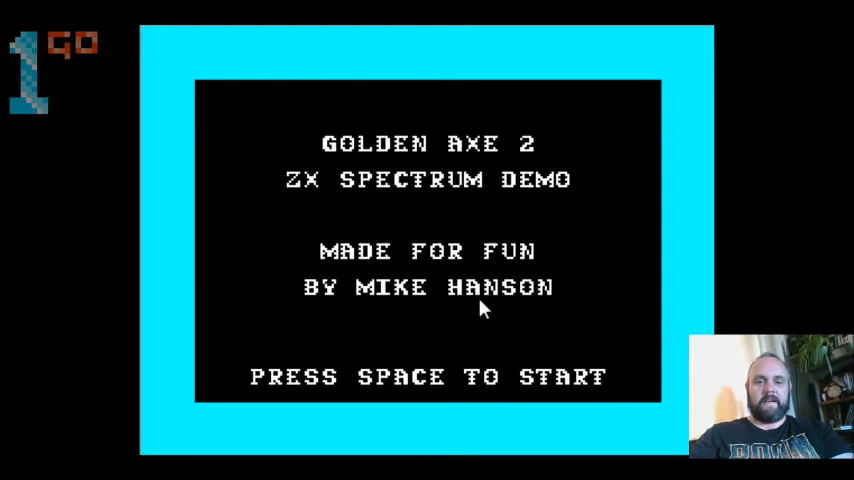 1GO
GOLDEN AXE 2
ZX SPECTRUM DEMO
MADE FOR FUN
BY MIKE HANSON
PRESS SPACE TO START